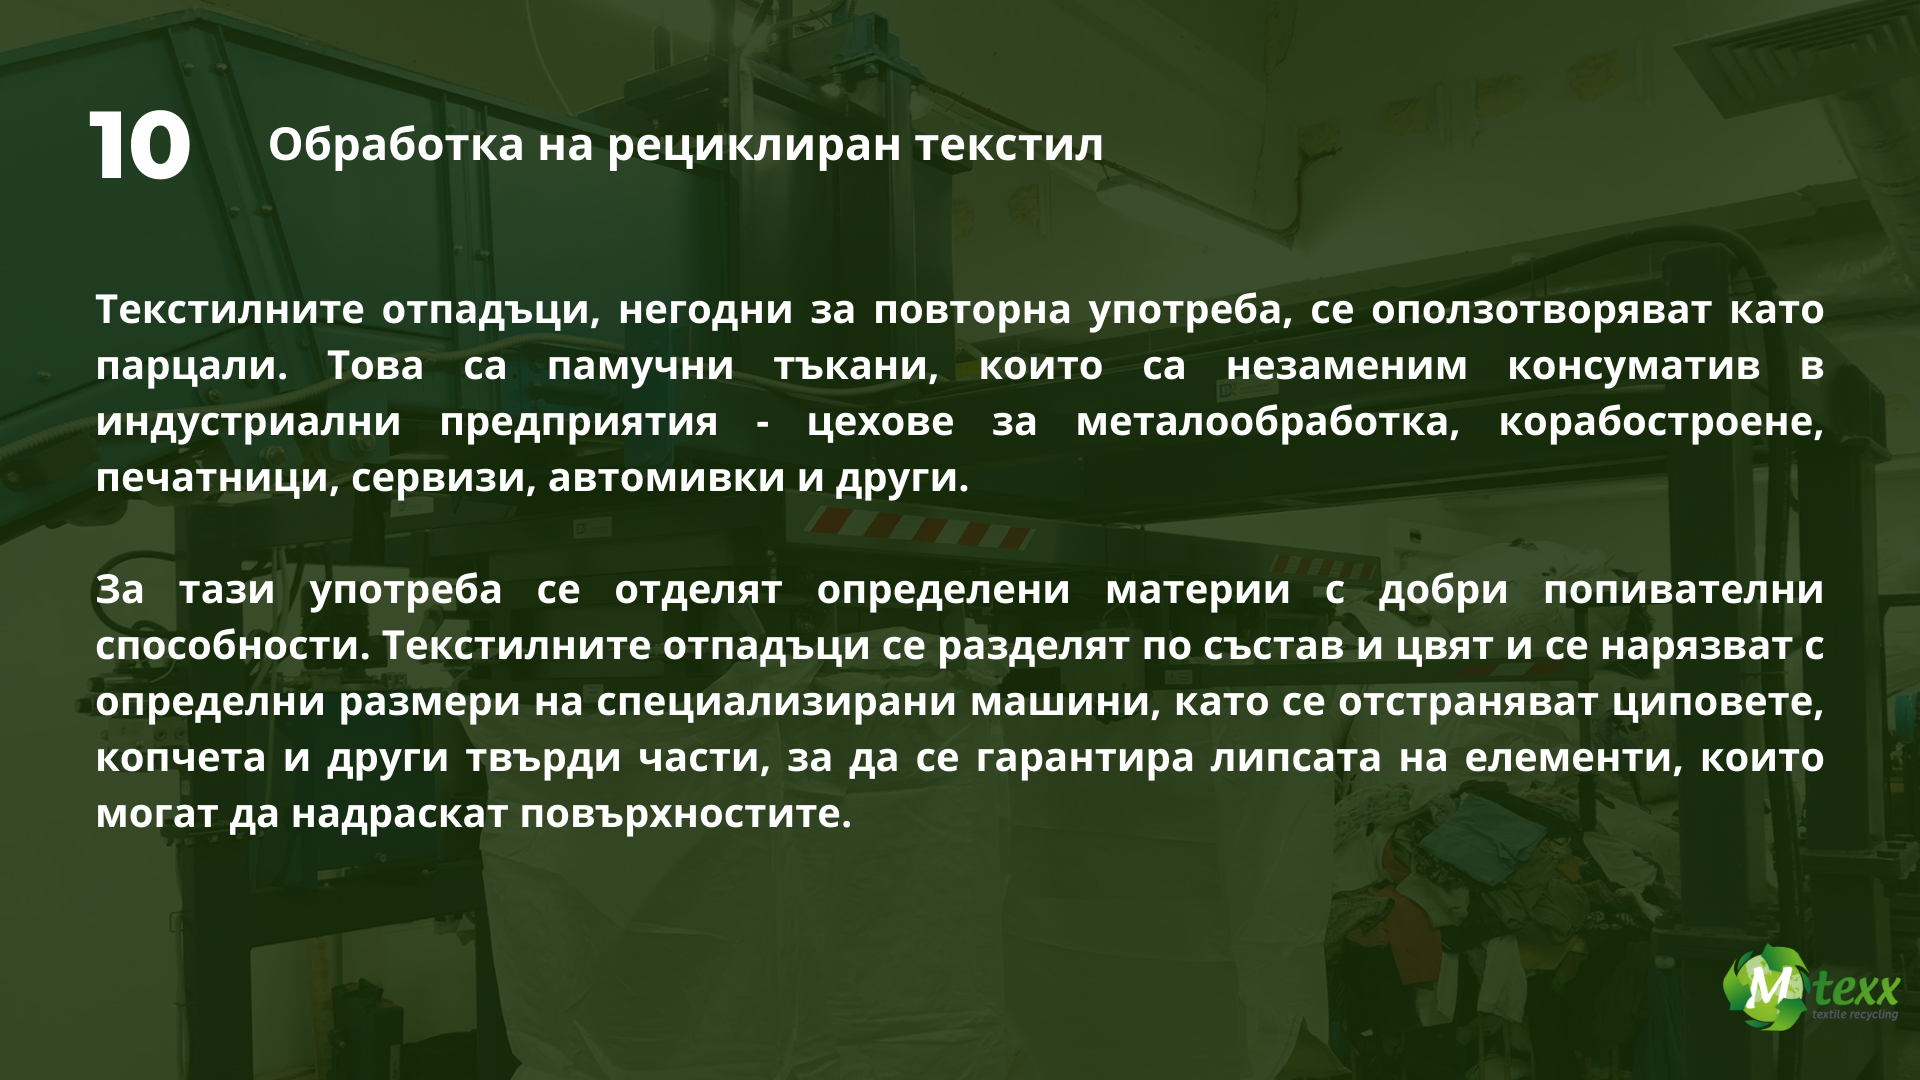 10
Обработка на рециклиран текстил
Текстилните отпадъци, негодни за повторна употреба, се оползотворяват като
парцали. Това са памучни тъкани, които са незаменим консуматив в
индустриални предприятия - цехове за металообработка, корабостроене,
печатници, сервизи, автомивки и други.
За тази употреба се отделят определени материи с добри попивателни
способности. Текстилните отпадъци се разделят по състав и цвят и се нарязват с
определни размери на специализирани машини, като се отстраняват циповете,
копчета и други твърди части, за да се гарантира липсата на елементи, които
могат да надраскат повърхностите.
M texx
textile recycling